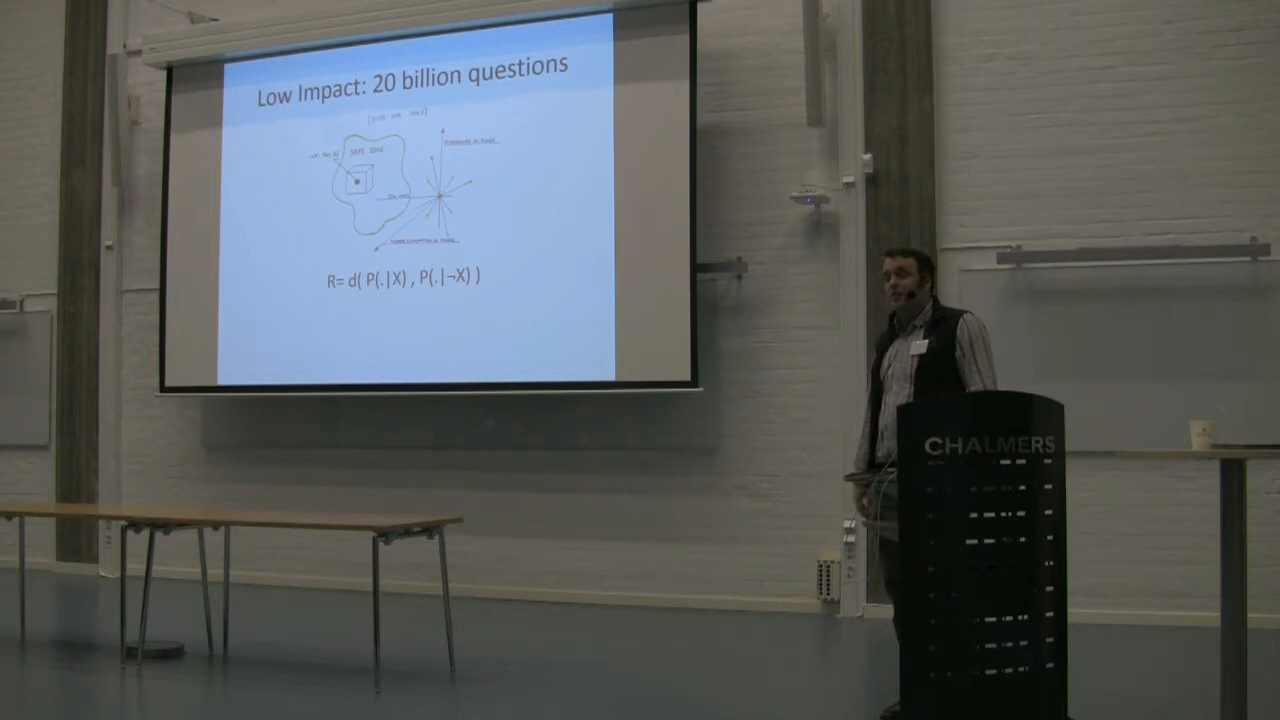 Low Impact: 20 billion questions
SAFE ZONE
R= d( P(.|X) , P(.|¬X) )
CHALMERS